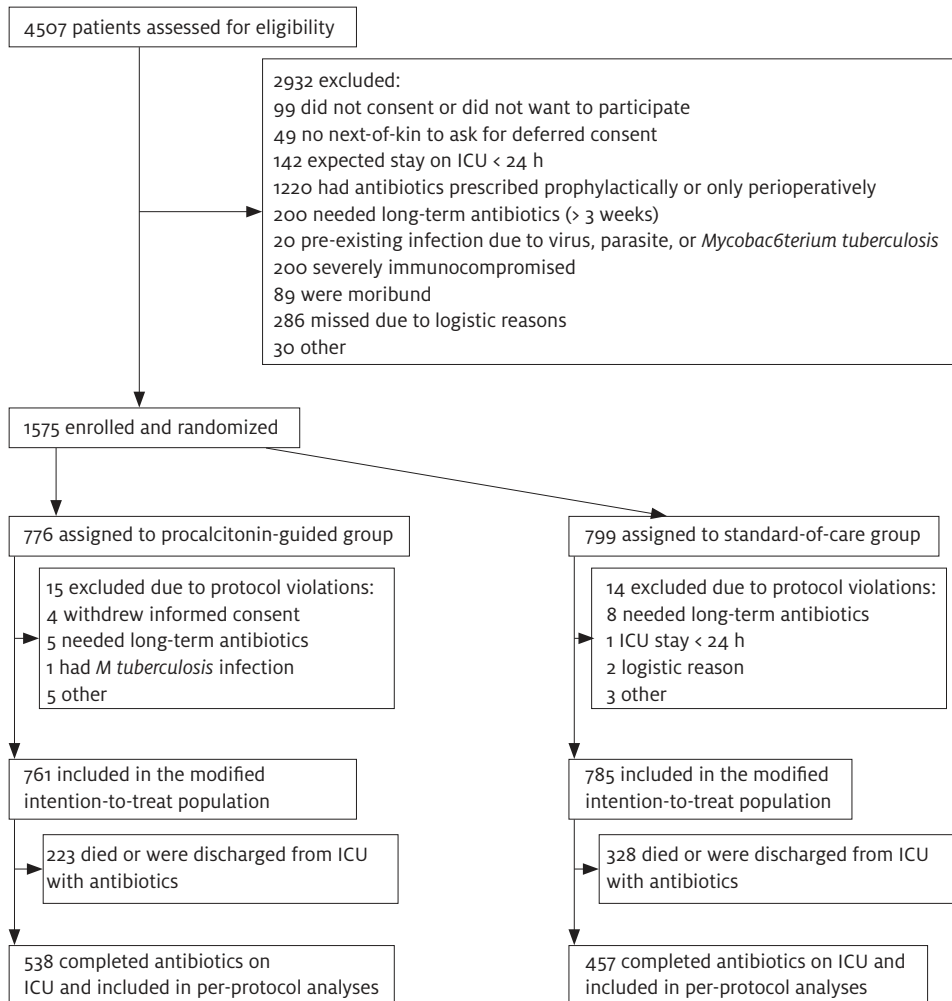 4507 patients assessed for eligibility
2932 excluded:
99 did not consent or did not want to participate
49 no next-of-kin to ask for deferred consent
142 expected stay on ICU < 24 h
1220 had antibiotics prescribed prophylactically or only perioperatively
200 needed long-term antibiotics (> 3 weeks)
20 pre-existing infection due to virus, parasite, or Mycobac6terium tuberculosis
200 severely immunocompromised
89 were moribund
286 missed due to logistic reasons
30 other
1575 enrolled and randomized
776 assigned to procalcitonin-guided group
15 excluded due to protocol violations:
4 withdrew informed consent
5 needed long-term antibiotics
1 had M tuberculosis infection
5 other
761 included in the modified
intention-to-treat population
223 died or were discharged from ICU
with antibiotics
538 completed antibiotics on
ICU and included in per-protocol analyses
799 assigned to standard-of-care group
14 excluded due to protocol violations:
8 needed long-term antibiotics
1 ICU stay < 24 h
2 logistic reason
3 other
785 included in the modified
intention-to-treat population
328 died or were discharged from ICU
with antibiotics
457 completed antibiotics on ICU and
included in per-protocol analyses